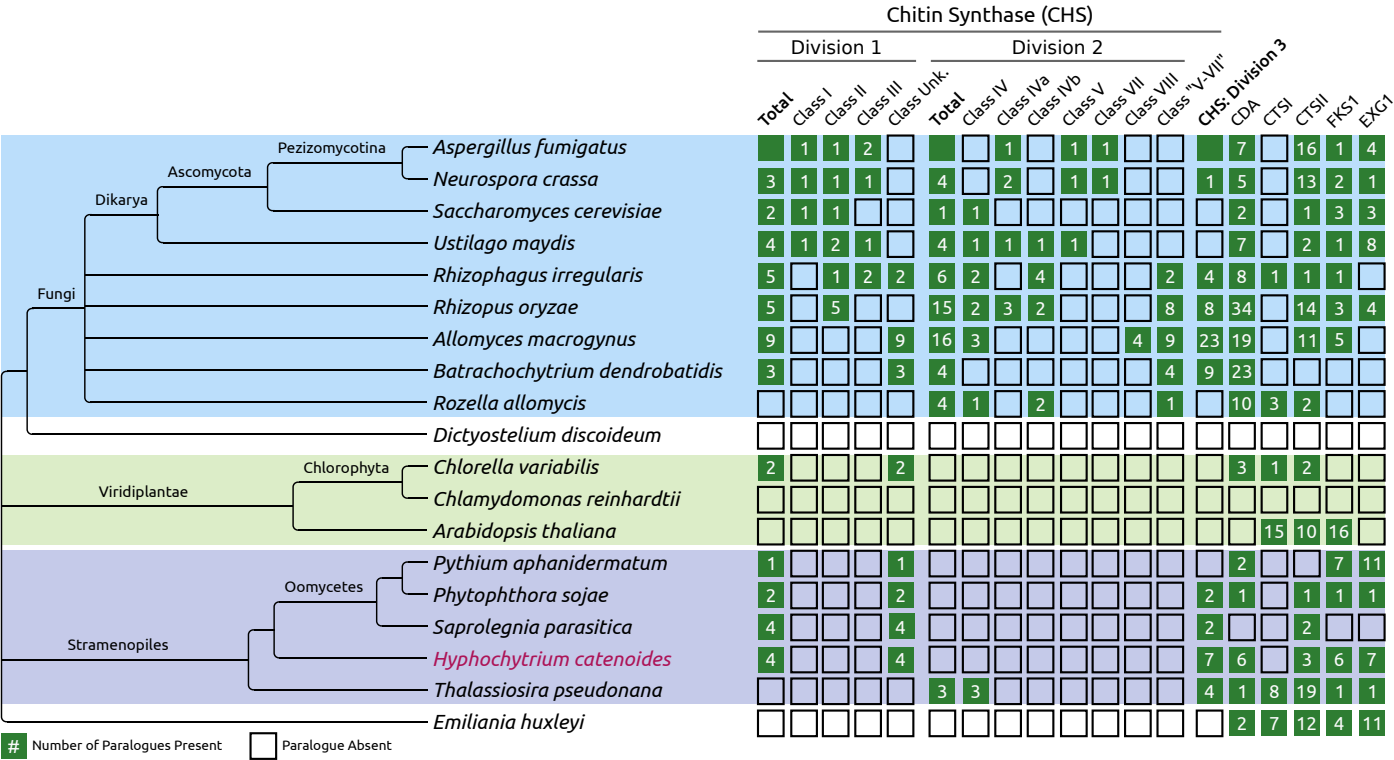 Chitin Synthase (CHS)
Division 1 Division 2
Total Class I Class II Class III Class Unk. Total Class IV Class IVa Class IVb Class V Class VII Class VIII Class "V-VII" CHS: Division 3 CDA CTSI CTSII FKS1 EXG1
Pezizomycotina Aspergillus fumigatus 1 1 2 1 1 1 7 16 1 4
Ascomycota
Neurospora crassa 3 1 1 1 4 2 1 1 1 5 13 2 1
Dikarya
Saccharomyces cerevisiae 2 1 1 1 1 2 1 3 3
Ustilago maydis 4 1 2 1 4 1 1 1 1 7 2 1 8
Rhizophagus irregularis 5 1 2 2 6 2 4 2 4 8 1 1 1
Fungi
Rhizopus oryzae 5 5 15 2 3 2 8 8 34 14 3 4
Allomyces macrogynus 9 9 16 3 4 9 23 19 11 5
Batrachochytrium dendrobatidis 3 3 4 4 9 23
Rozella allomycis 4 1 2 1 10 3 2
Dictyostelium discoideum
Chlorophyta Chlorella variabilis 2 2 3 1 2
Viridiplantae
Chlamydomonas reinhardtii
Arabidopsis thaliana 15 10 16
Pythium aphanidermatum 1 1 2 7 11
Oomycetes
Phytophthora sojae 2 2 2 1 1 1 1
Saprolegnia parasitica 4 4 2 2
Stramenopiles
Hyphochytrium catenoides 4 4 7 6 3 6 7
Thalassiosira pseudonana 3 3 4 1 8 19 1 1
Emiliania huxleyi 2 7 12 4 11
# Number of Paralogues Present Paralogue Absent